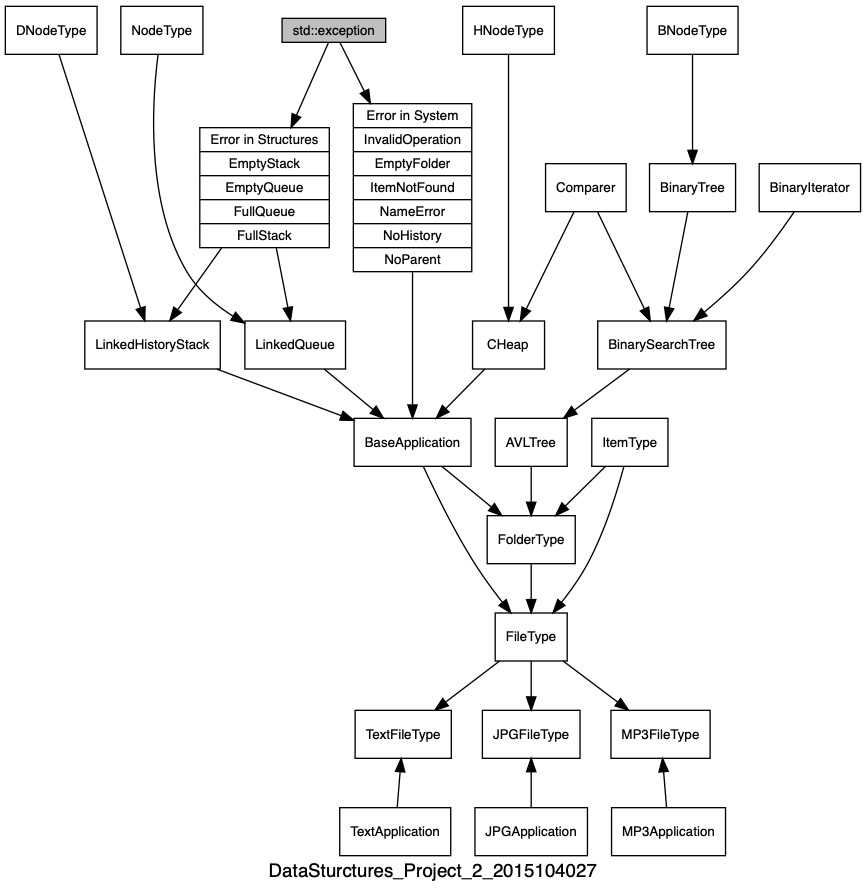 DNodeType
NodeType
std::exception
HNodeType
BNodeType
Error in Structures
EmptyStack
EmptyQueue
FullQueue
FullStack
Error in System
InvalidOperation
EmptyFolder
ItemNotFound
NameError
NoHistory
NoParent
Comparer
BinaryTree
BinaryIterator
LinkedHistoryStack
LinkedQueue
CHeap
BinarySearchTree
BaseApplication
AVLTree
ItemType
FolderType
FileType
TextFileType
JPGFileType
MP3FileType
TextApplication
JPGApplication
MP3Application
DataSturctures_Project_2_2015104027